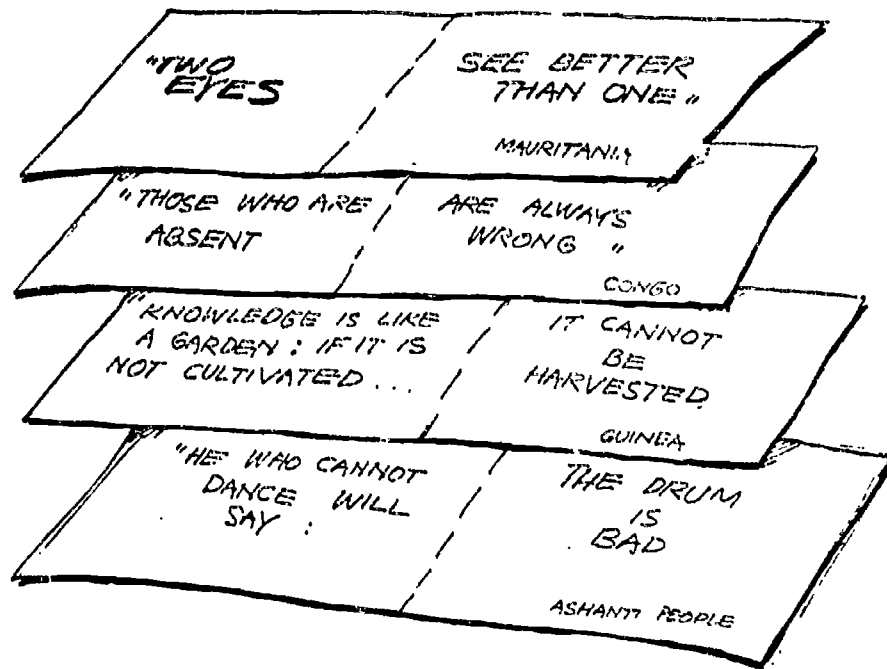 "TWO
EYES
SEE BETTER
THAN ONE"
MAURITANIA
"THOSE WHO ARE
ABSENT
ARE ALWAYS
WRONG "
CONGO
"KNOWLEDGE IS LIKE
A GARDEN : IF IT IS
NOT CULTIVATED ...
IT CANNOT
BE
HARVESTED.
GUINEA
"HE WHO CANNOT
DANCE WILL
SAY :
THE DRUM
IS
BAD
ASHANTI PEOPLE